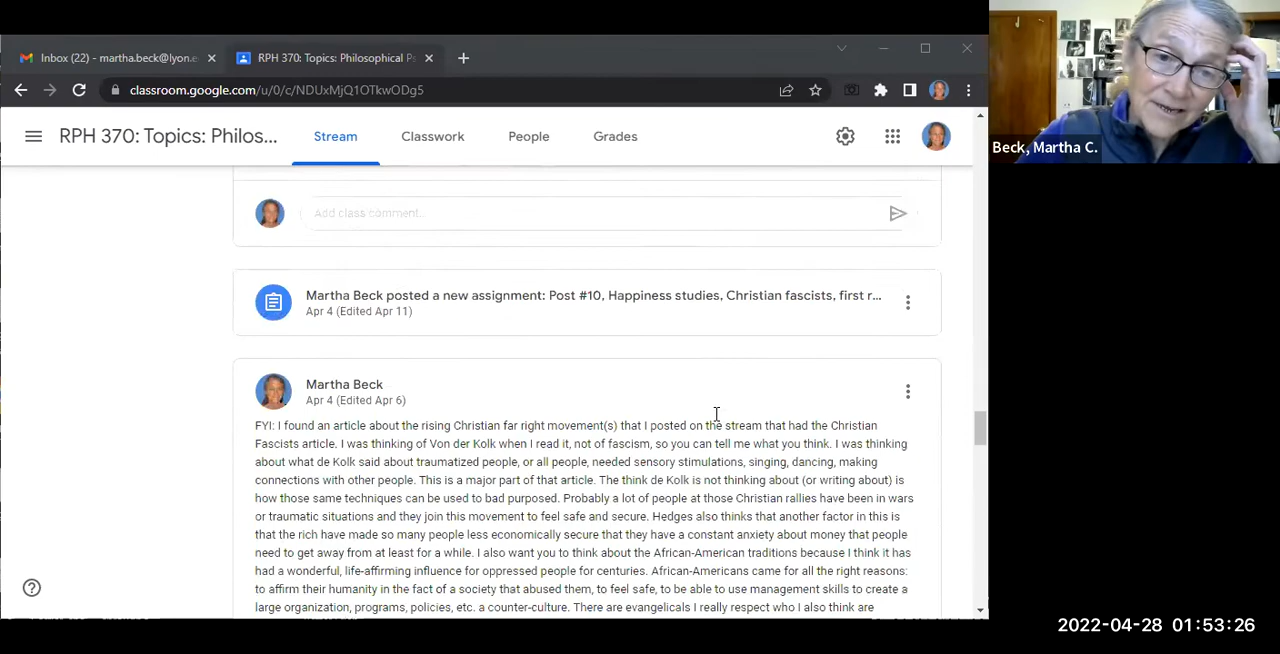 Inbox (22) - martha.beck@lyon.e
RPH 370: Topics: Philosophical Ps
classroom.google.com/u/0/c/NDUxMjQ1OTkwODg5
RPH 370: Topics: Philos...
Stream
Classwork
People
Grades
Beck, Martha C.
Add class comment...
Martha Beck posted a new assignment: Post #10, Happiness studies, Christian fascists, first r...
Apr 4 (Edited Apr 11)
Martha Beck
Apr 4 (Edited Apr 6)
FYI: I found an article about the rising Christian far right movement(s) that I posted on the stream that had the Christian
Fascists article. I was thinking of Von der Kolk when I read it, not of fascism, so you can tell me what you think. I was thinking
about what de Kolk said about traumatized people, or all people, needed sensory stimulations, singing, dancing, making
connections with other people. This is a major part of that article. The think de Kolk is not thinking about (or writing about) is
how those same techniques can be used to bad purposed. Probably a lot of people at those Christian rallies have been in wars
or traumatic situations and they join this movement to feel safe and secure. Hedges also thinks that another factor in this is
that the rich have made so many people less economically secure that they have a constant anxiety about money that people
need to get away from at least for a while. I also want you to think about the African-American traditions because I think it has
had a wonderful, life-affirming influence for oppressed people for centuries. African-Americans came for all the right reasons:
to affirm their humanity in the fact of a society that abused them, to feel safe, to be able to use management skills to create a
large organization, programs, policies, etc. a counter-culture. There are evangelicals I really respect who I also think are
2022-04-28 01:53:26